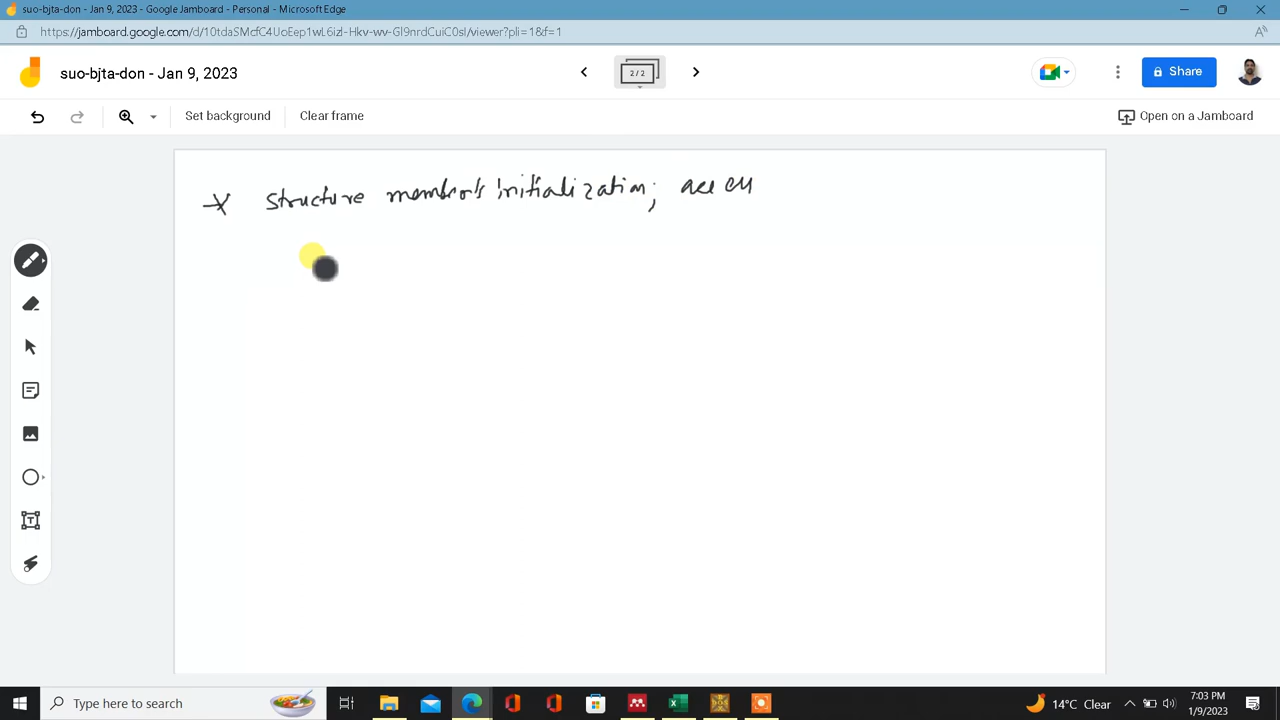 suo-bjta-don - Jan 9, 2023 - Google Jamboard - Personal - Microsoft Edge
suo-bjta-don - Jan 9, 2023
2 / 2
Share
Set background
Clear frame
Open on a Jamboard
Structure members initialization;
Type here to search
14°C Clear
7:03 PM
1/9/2023